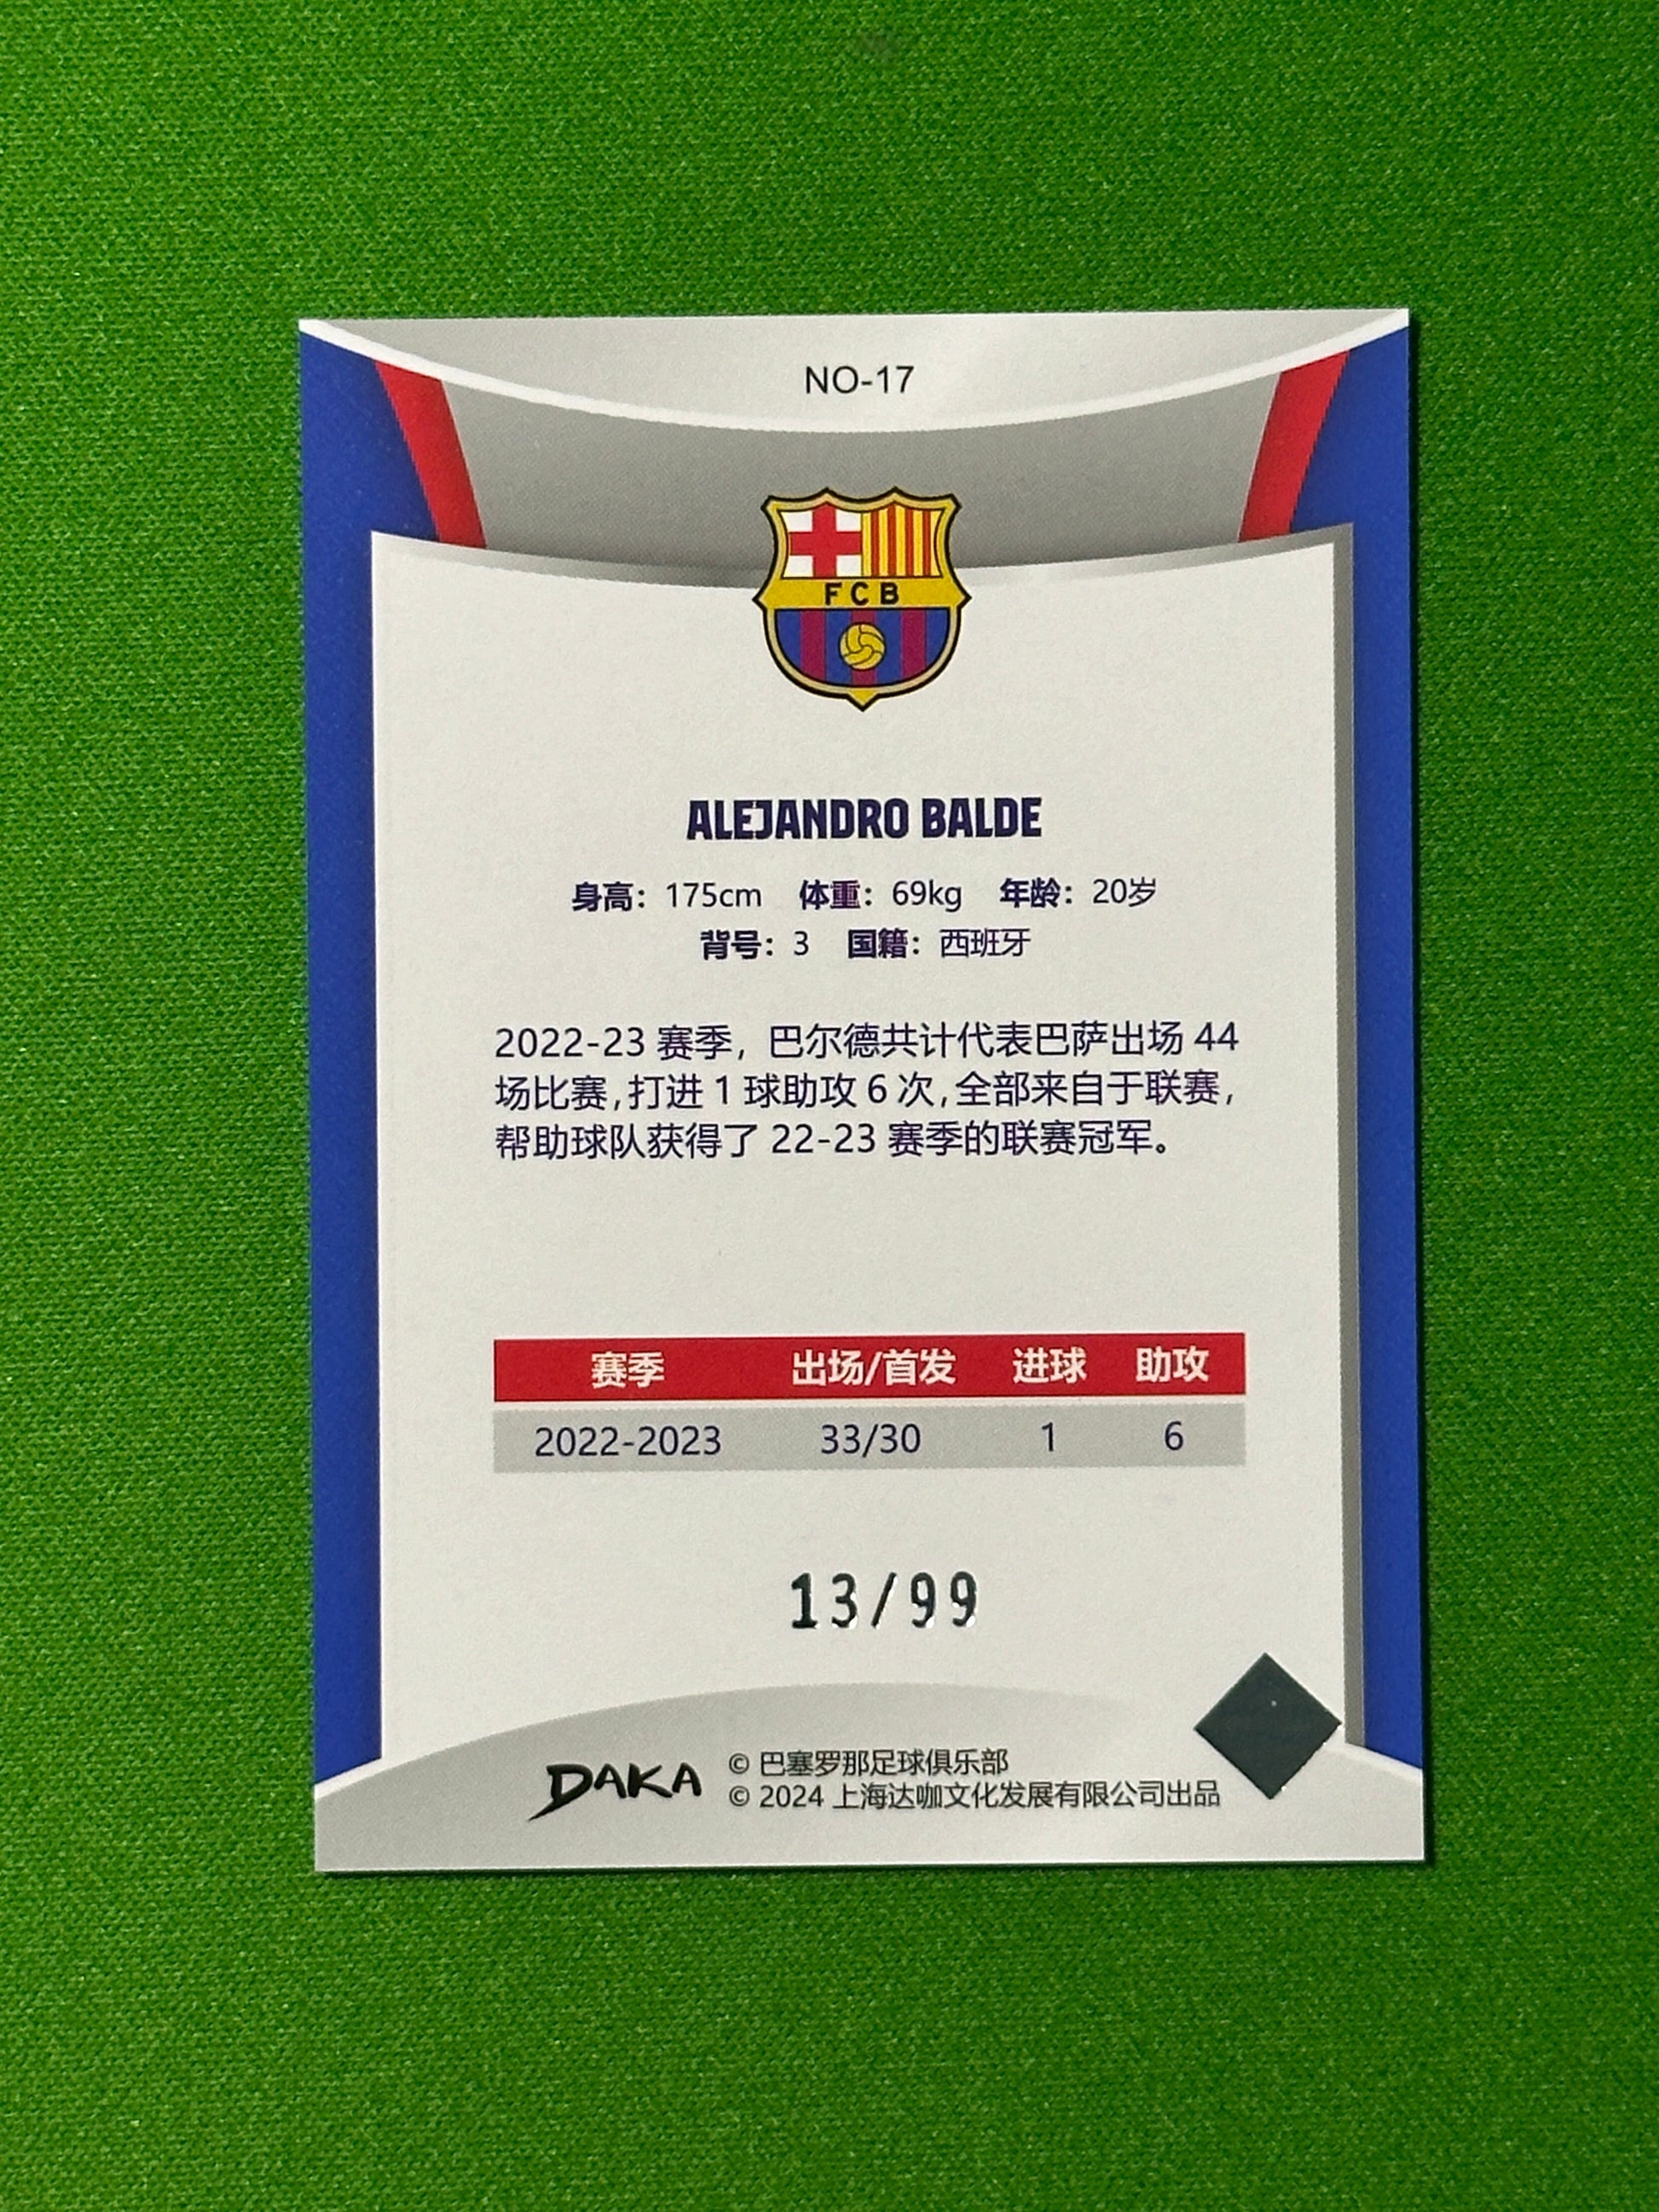 NO-17
FCB
ALEJANDRO BALDE
身高：175cm 体重：69kg 年龄：20岁
背号：3 国籍：西班牙
2022-23 赛季，巴尔德共计代表巴萨出场 44
场比赛,打进 1 球助攻 6 次,全部来自于联赛,
帮助球队获得了 22-23 赛季的联赛冠军。
赛季 出场/首发 进球 助攻
2022-2023 33/30 1 6
13/99
DAKA © 巴塞罗那足球俱乐部
© 2024 上海达咖文化发展有限公司出品